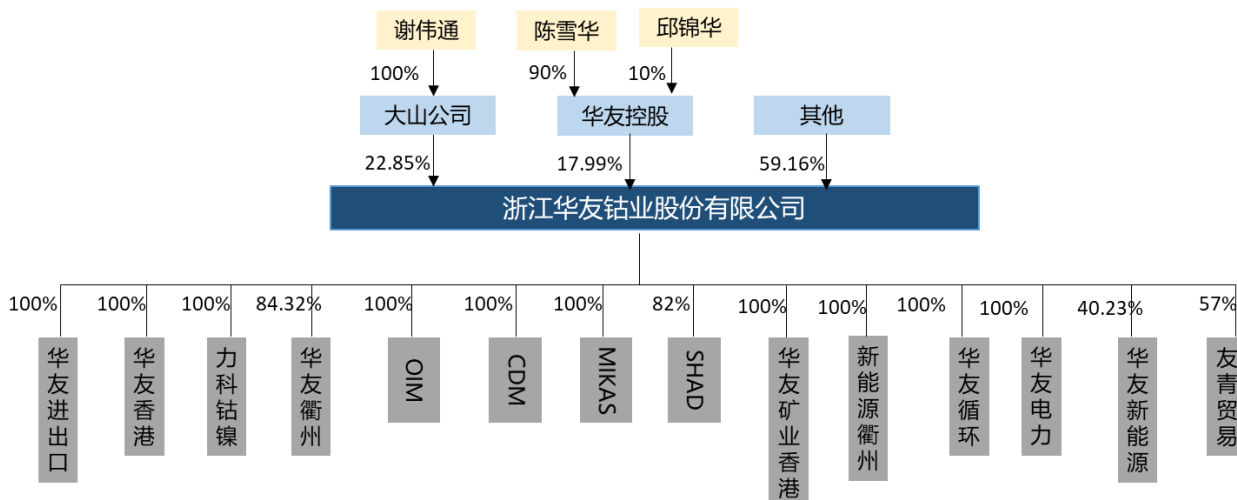 谢伟通
陈雪华
邱锦华
100%
90%
10%
大山公司
华友控股
其他
22.85%
17.99%
59.16%
浙江华友钴业股份有限公司
100%
100%
100%
84.32%
100%
100%
100%
82%
100%
100%
100%
100%
40.23%
57%
华友进出口
华友香港
力科钴镍
华友衢州
OIM
CDM
MIKAS
SHAD
华友矿业香港
新能源衢州
华友循环
华友电力
华友新能源
友青贸易